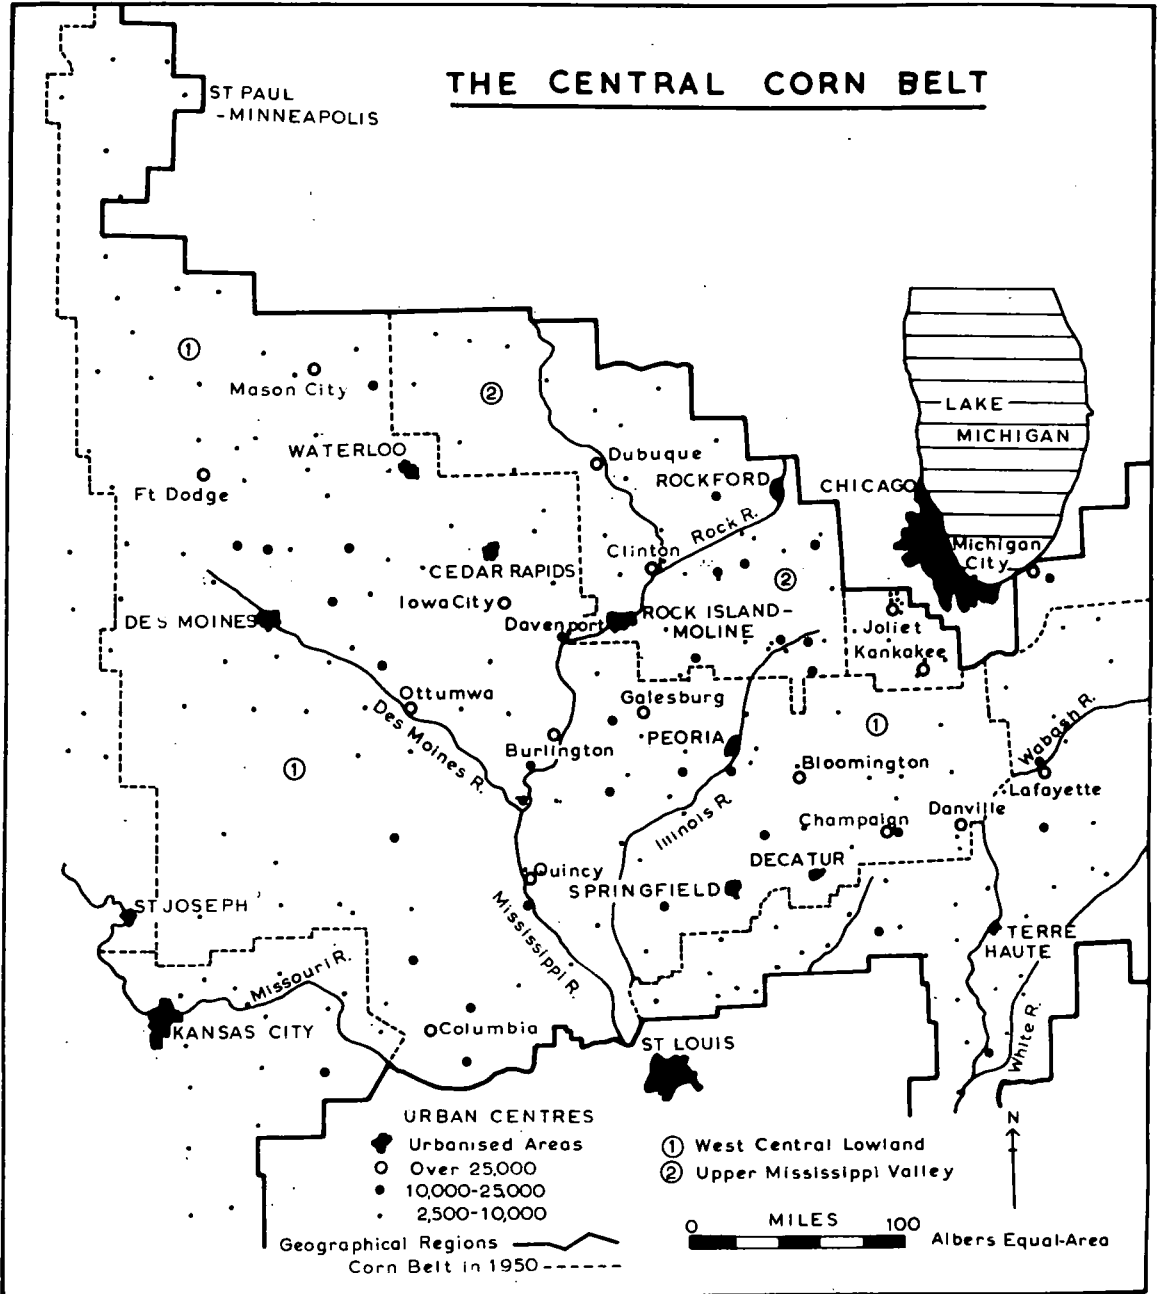 THE CENTRAL CORN BELT
ST PAUL
-MINNEAPOLIS
1
Mason City
2
LAKE
MICHIGAN
WATERLOO
Dubuque
ROCKFORD
CHICAGO
Ft Dodge
Rock R.
Clinton
Michigan
City
CEDAR RAPIDS
2
Iowa City
DES MOINES
Davenport
ROCK ISLAND-
MOLINE
Joliet
Kankakee
Ottumwa
Galesburg
Des Moines R.
Wabash R.
1
PEORIA
Burlington
1
Bloomington
Lafayette
Illinois R.
Champaign
Danville
DECATUR
Quincy
SPRINGFIELD
ST JOSEPH
Mississippi R.
TERRE
HAUTE
Missouri R.
KANSAS CITY
Columbia
ST LOUIS
White R.
URBAN CENTRES
Urbanised Areas
Over 25,000
10,000-25,000
2,500-10,000
Geographical Regions
Corn Belt in 1950
1 West Central Lowland
2 Upper Mississippi Valley
N
0 MILES 100
Albers Equal-Area